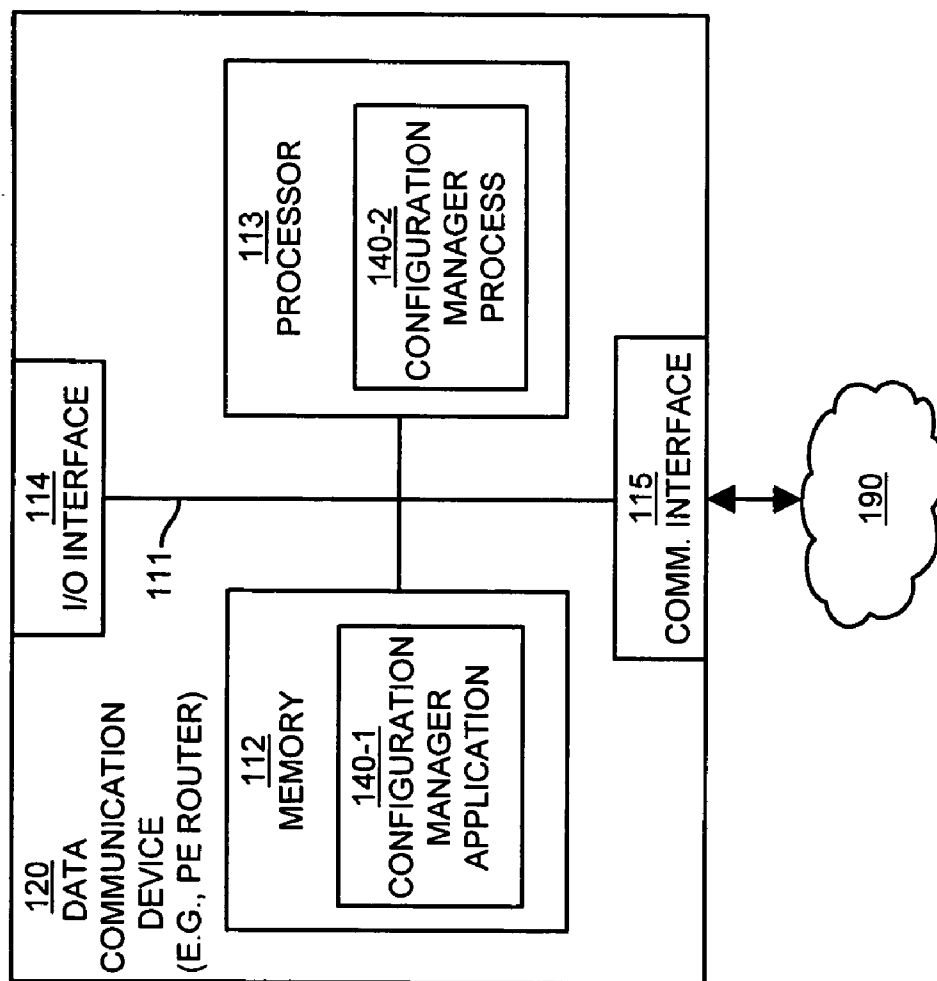 120
DATA
COMMUNICATION
DEVICE
(E.G., PE ROUTER)
114
I/O INTERFACE
111
112
MEMORY
140-1
CONFIGURATION
MANAGER
APPLICATION
113
PROCESSOR
140-2
CONFIGURATION
MANAGER
PROCESS
115
COMM. INTERFACE
190